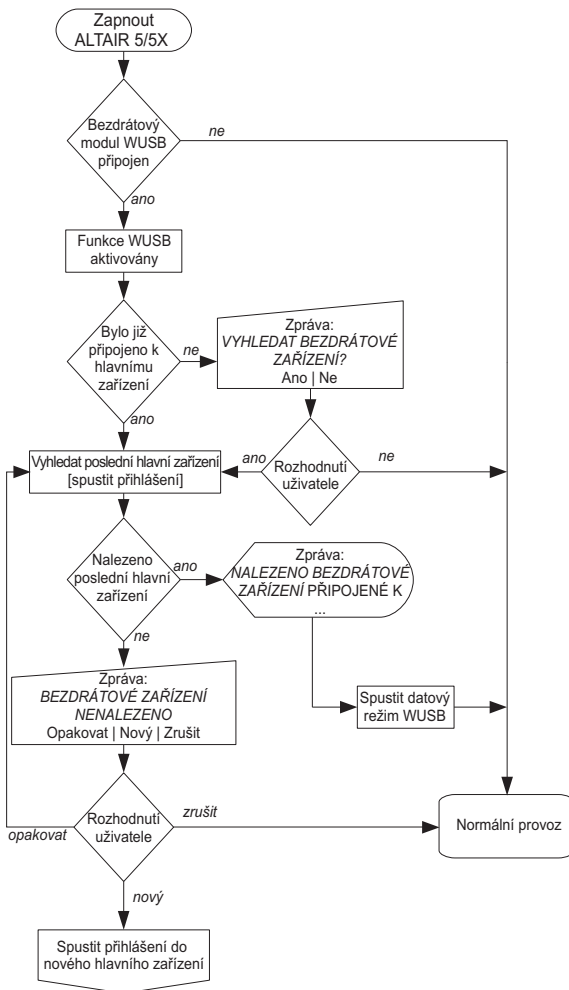 Zapnout
ALTAIR 5/5X
Bezdrátový
modul WUSB
připojen
ne
ano
Funkce WUSB
aktivovány
Bylo již
připojeno k
hlavnímu
zařízení
ne
ano
Zpráva:
VYHLEDAT BEZDRÁTOVÉ
ZAŘÍZENÍ?
Ano | Ne
Vyhledat poslední hlavní zařízení
[spustit přihlášení]
ano
Rozhodnutí
uživatele
ne
Nalezeno
poslední hlavní
zařízení
ano
ne
Zpráva:
NALEZENO BEZDRÁTOVÉ
ZAŘÍZENÍ PŘIPOJENÉ K
...
Spustit datový
režim WUSB
Zpráva:
BEZDRÁTOVÉ ZAŘÍZENÍ
NENALEZENO
Opakovat | Nový | Zrušit
opakovat
Rozhodnutí
uživatele
zrušit
Normální provoz
nový
Spustit přihlášení do
nového hlavního zařízení